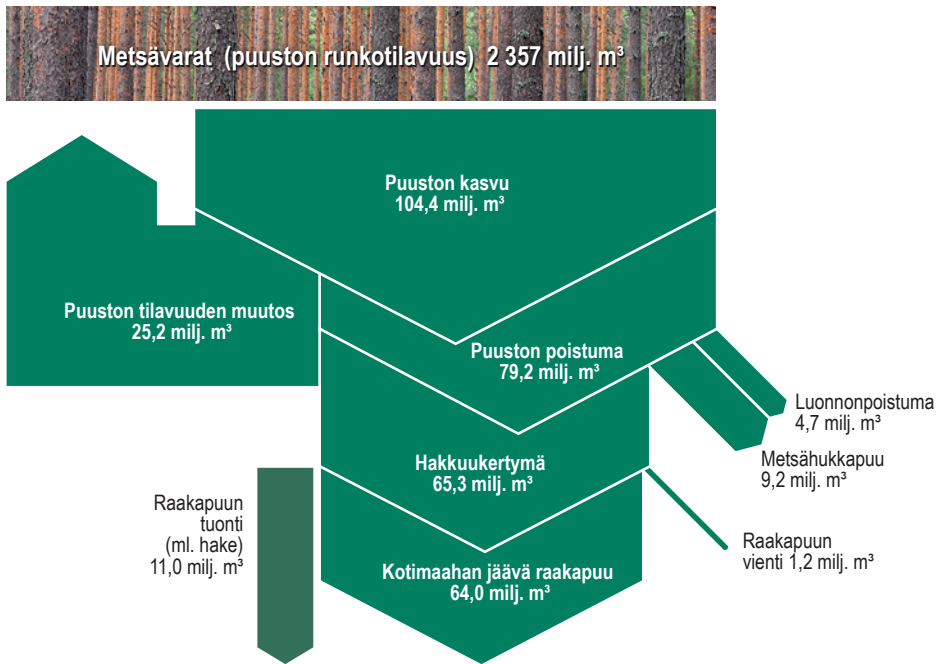 Metsävarat (puuston runkotilavuus) 2 357 milj. m³
Puuston kasvu
104,4 milj. m³
Puuston tilavuuden muutos
25,2 milj. m³
Puuston poistuma
79,2 milj. m³
Luonnonpoistuma
4,7 milj. m³
Metsähukkapuu
9,2 milj. m³
Hakkuukertymä
65,3 milj. m³
Raakapuun
tuonti
(ml. hake)
11,0 milj. m³
Raakapuun
vienti 1,2 milj. m³
Kotimaahan jäävä raakapuu
64,0 milj. m³